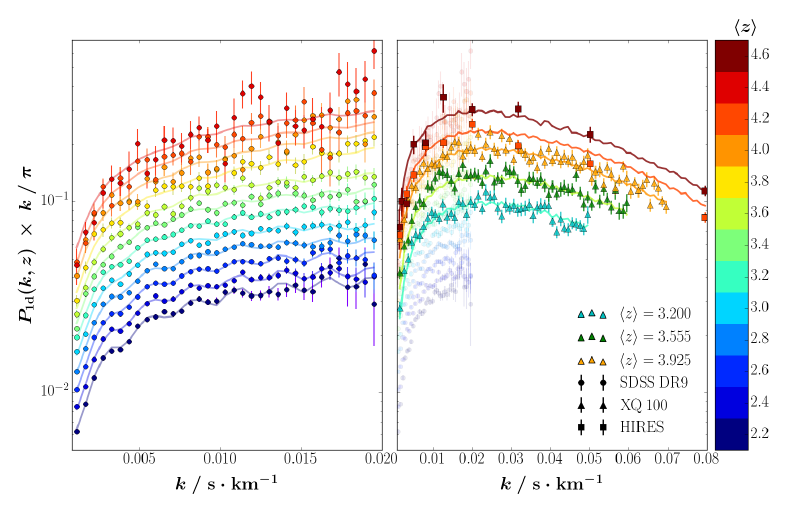 ⟨z⟩
P₁d(k, z) × k / π
10⁻¹
10⁻²
0.005 0.010 0.015 0.020
k / s · km⁻¹
0.01 0.02 0.03 0.04 0.05 0.06 0.07 0.08
k / s · km⁻¹
⟨z⟩ = 3.200
⟨z⟩ = 3.555
⟨z⟩ = 3.925
SDSS DR9
XQ 100
HIRES
4.6
4.4
4.2
4.0
3.8
3.6
3.4
3.2
3.0
2.8
2.6
2.4
2.2